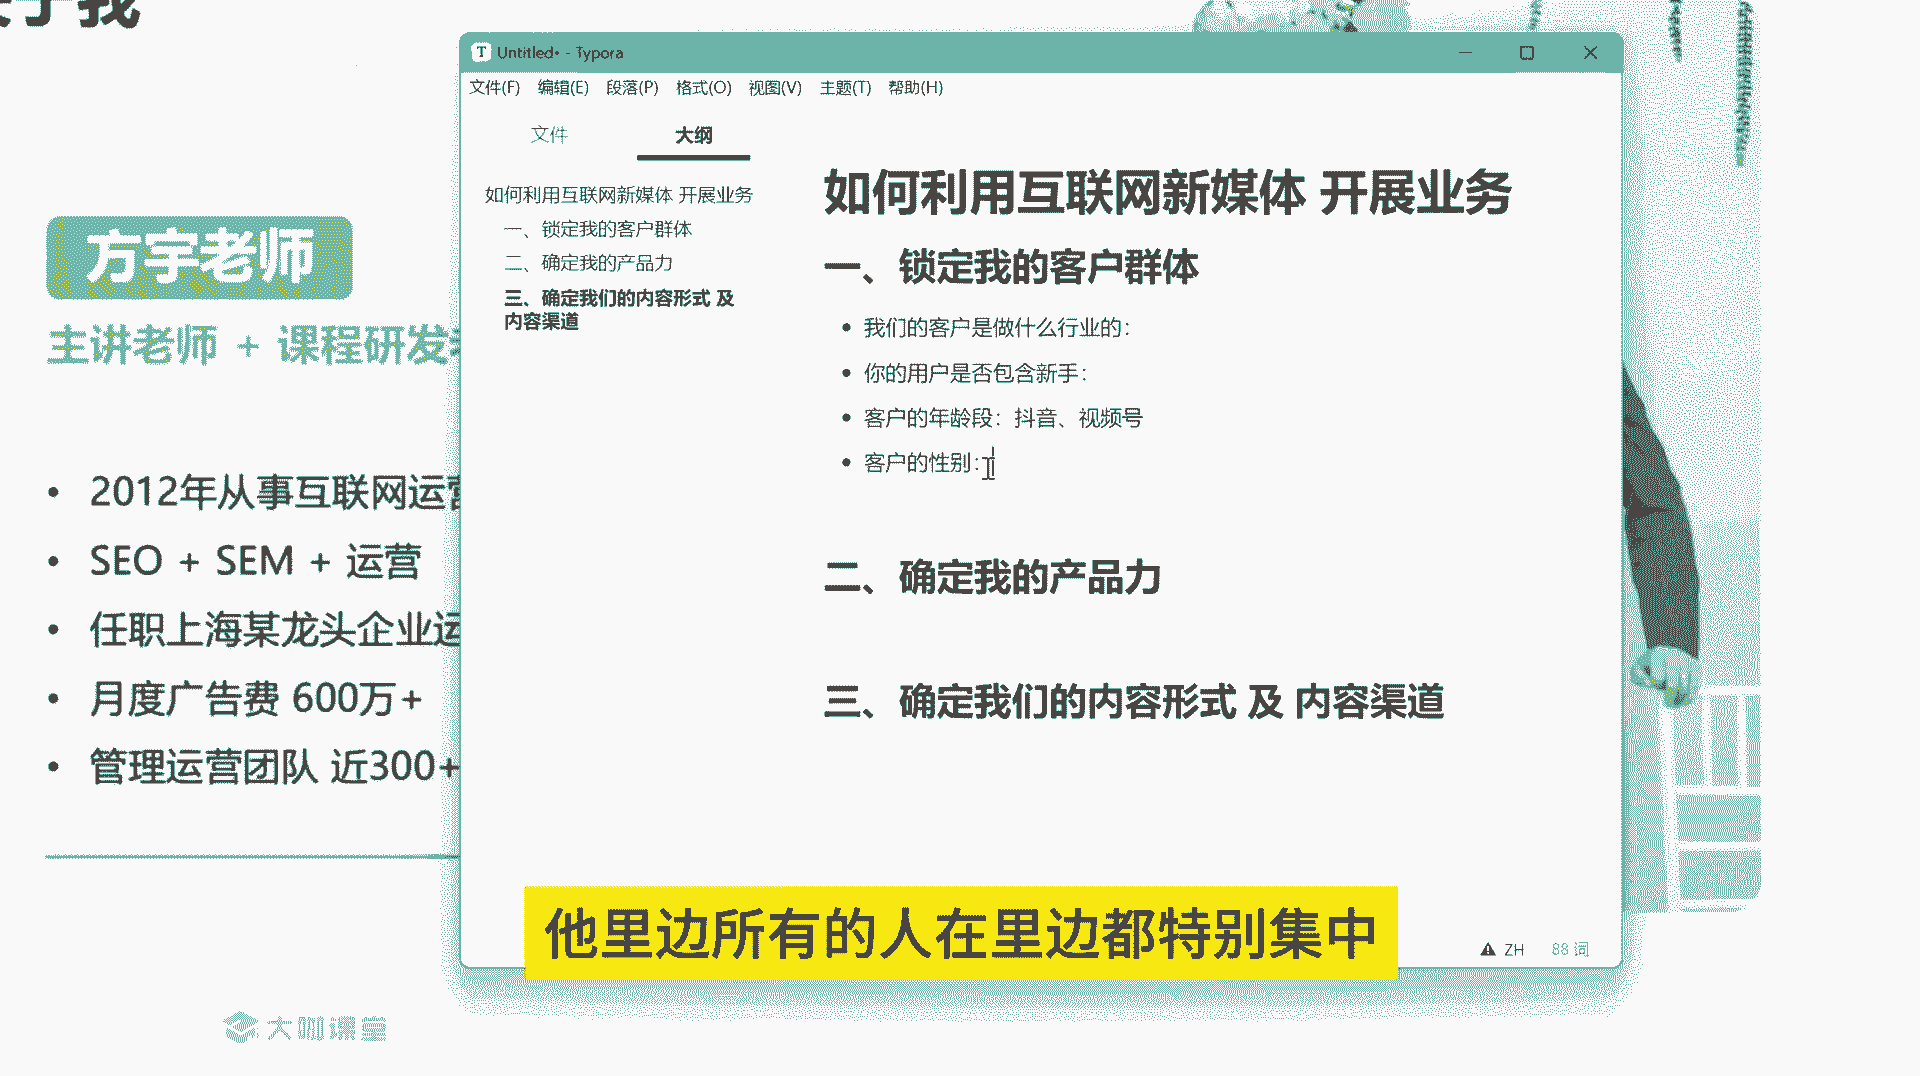 于我
方宇老师
主讲老师 + 课程研发
2012年从事互联网运营
SEO + SEM + 运营
任职上海某龙头企业运
月度广告费 600万+
管理运营团队 近300+
大咖课堂
Untitled• - Typora
文件(F) 编辑(E) 段落(P) 格式(O) 视图(V) 主题(T) 帮助(H)
文件 大纲
如何利用互联网新媒体 开展业务
一、锁定我的客户群体
二、确定我的产品力
三、确定我们的内容形式 及
内容渠道
如何利用互联网新媒体 开展业务
一、锁定我的客户群体
我们的客户是做什么行业的：
你的用户是否包含新手：
客户的年龄段：抖音、视频号
客户的性别：
二、确定我的产品力
三、确定我们的内容形式 及 内容渠道
ZH 88 词
他里边所有的人在里边都特别集中